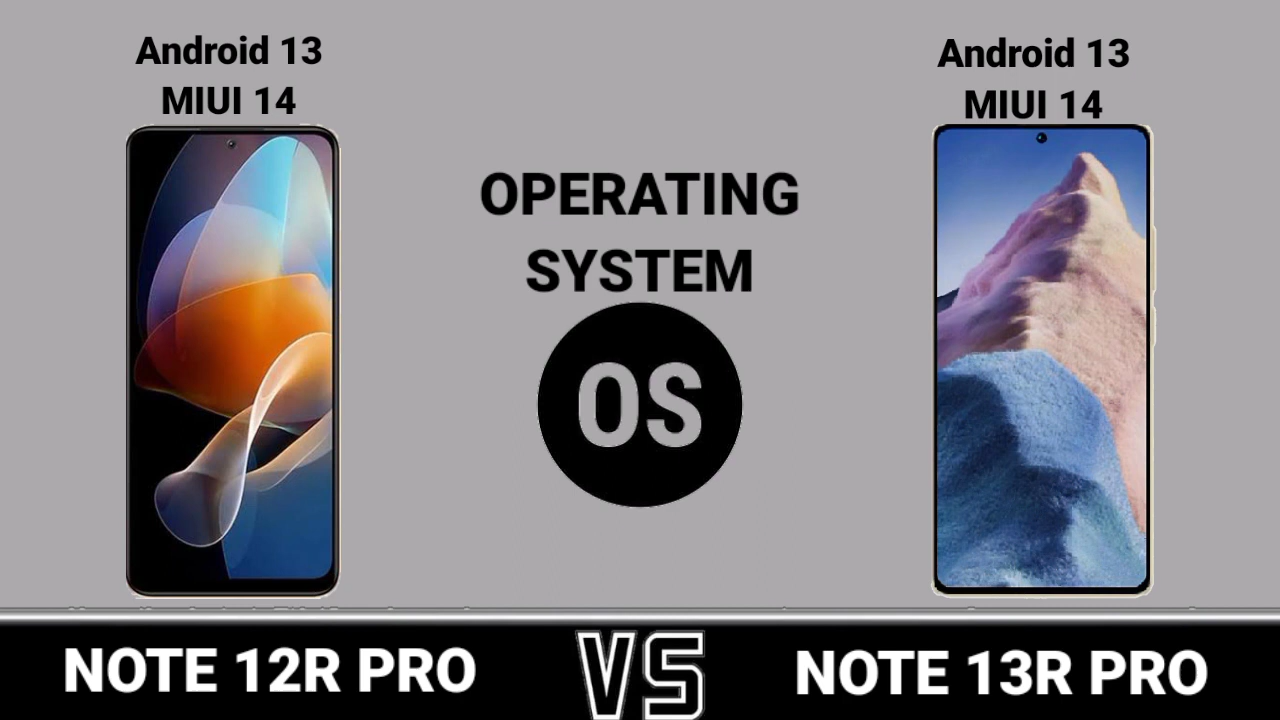 Android 13
MIUI 14
Android 13
MIUI 14
OPERATING
SYSTEM
OS
NOTE 12R PRO
VS
NOTE 13R PRO